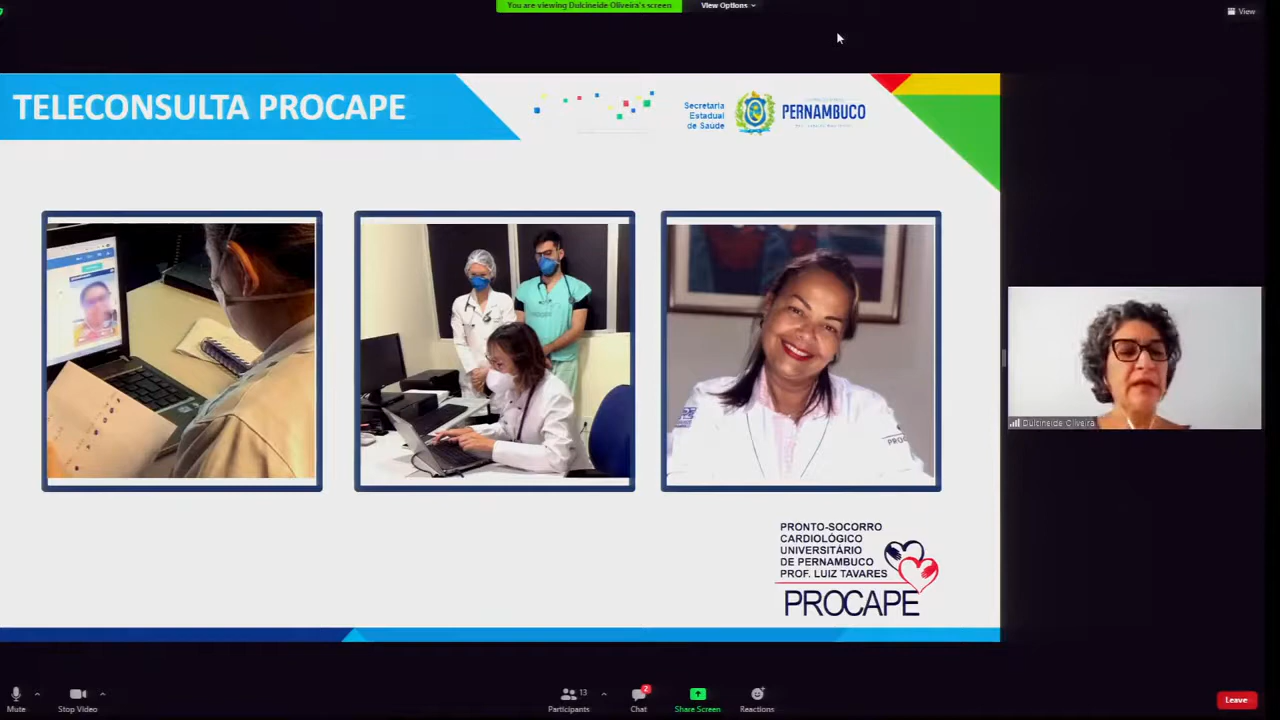 You are viewing Dulcineide Oliveira's screen
View Options
View
TELECONSULTA PROCAPE
Secretaria
Estadual
de Saúde
PERNAMBUCO
PRONTO-SOCORRO
CARDIOLÓGICO
UNIVERSITÁRIO
DE PERNAMBUCO
PROF. LUIZ TAVARES
PROCAPE
Dulcineide Oliveira
Mute
Stop Video
Participants
13
Chat
2
Share Screen
Reactions
Leave